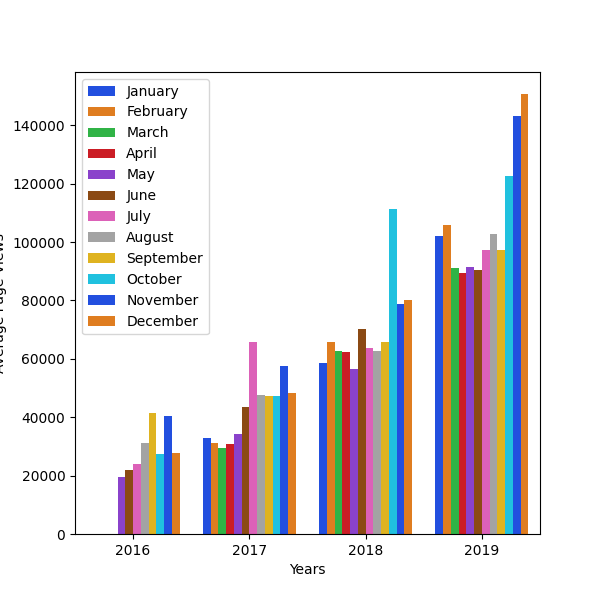 January
February
March
April
May
June
July
August
September
October
November
December
140000
120000
100000
80000
60000
40000
20000
0
2016 2017 2018 2019
Years
Average Page Views